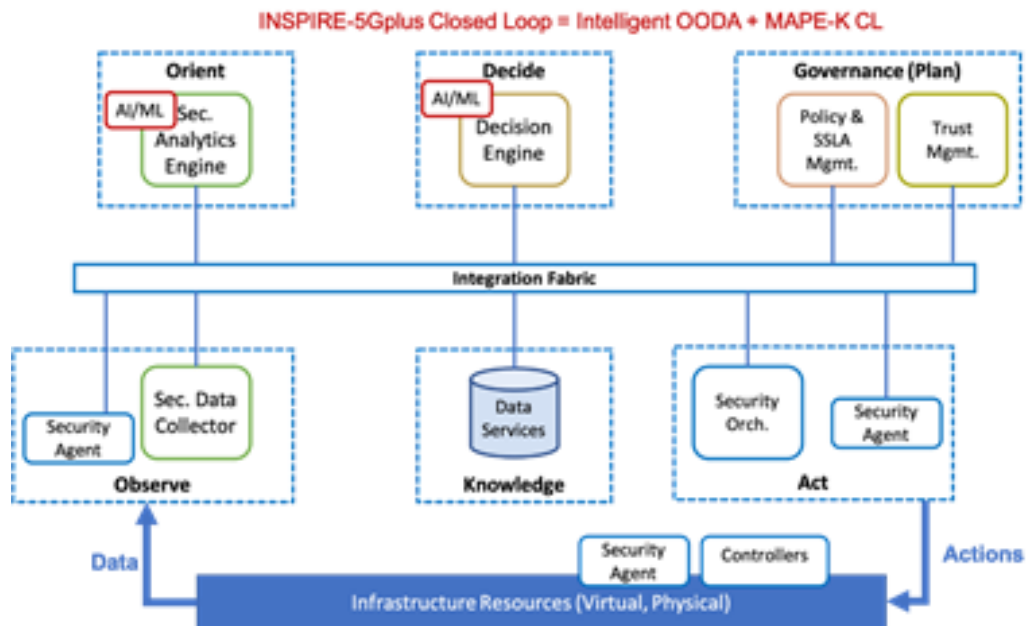 INSPIRE-5Gplus Closed Loop = Intelligent OODA + MAPE-K CL
Orient
AI/ML
Sec.
Analytics
Engine
Decide
AI/ML
Decision
Engine
Governance (Plan)
Policy &
SSLA
Mgmt.
Trust
Mgmt.
Integration Fabric
Security
Agent
Sec. Data
Collector
Observe
Data
Services
Knowledge
Security
Orch.
Security
Agent
Act
Data
Security
Agent
Controllers
Actions
Infrastructure Resources (Virtual, Physical)